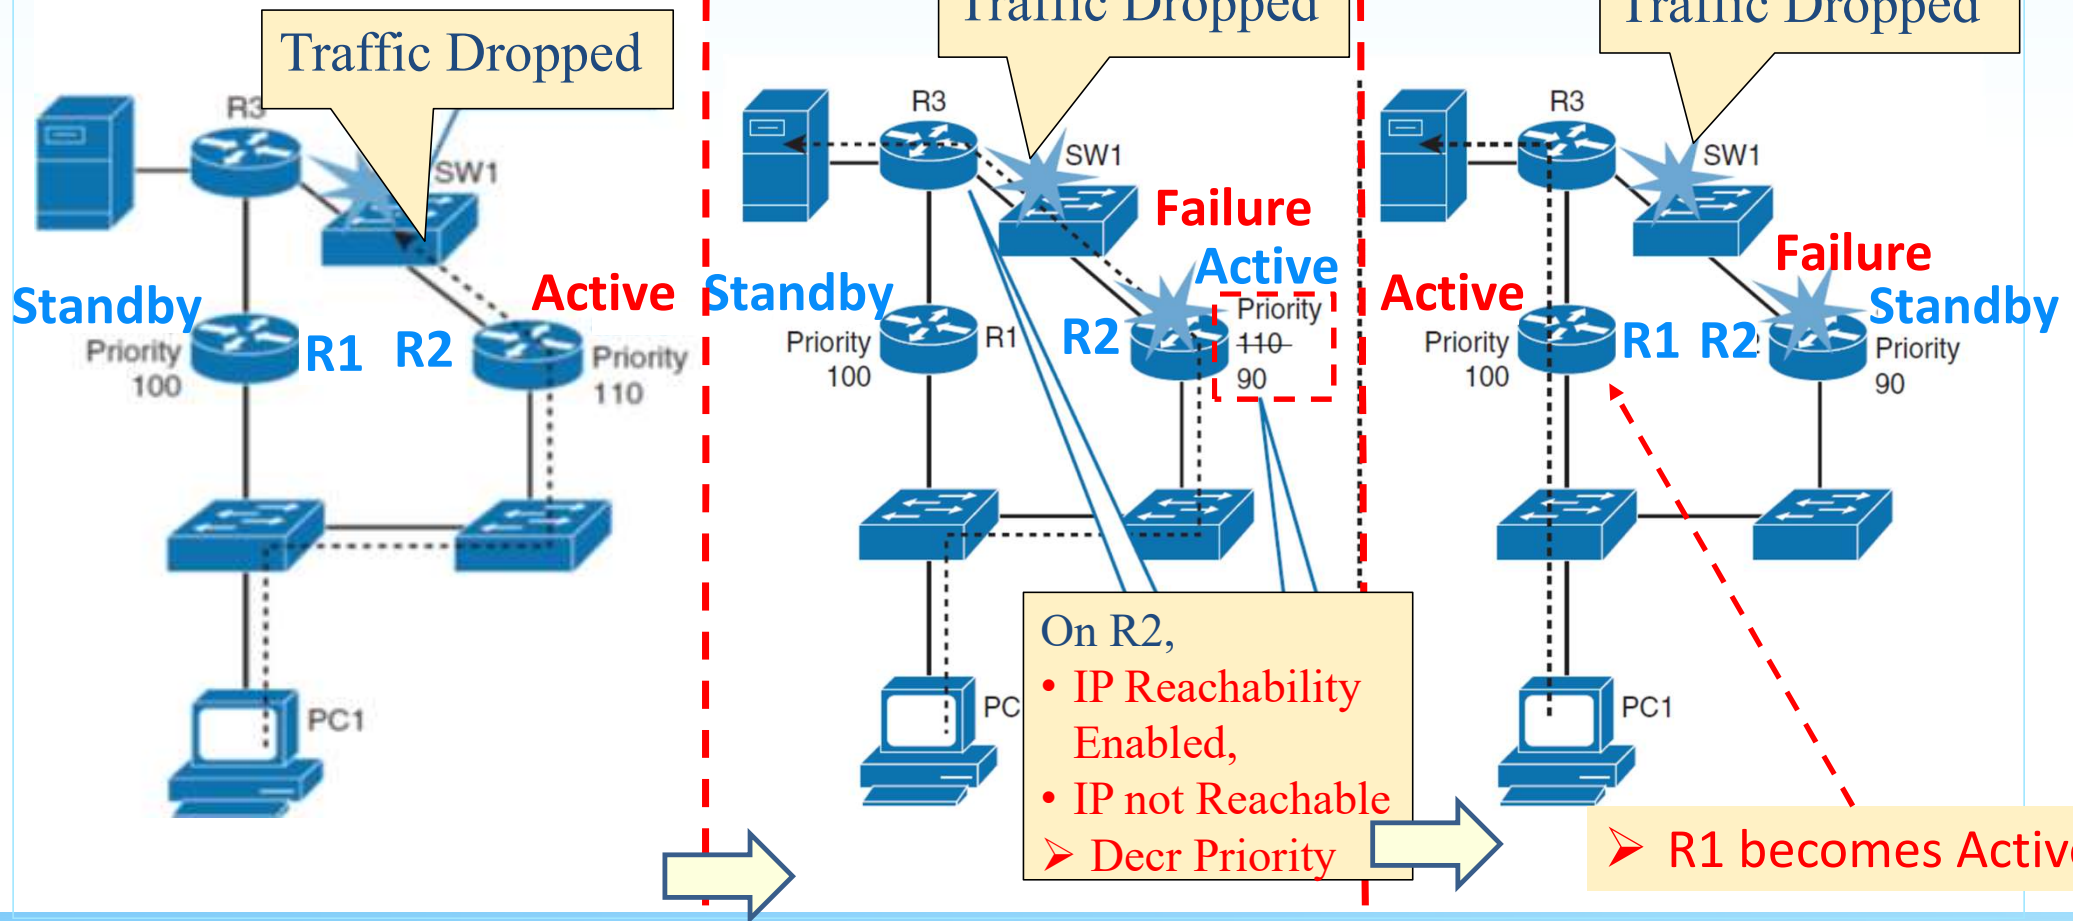 Traffic Dropped
R3
SW1
Standby
Active
Priority
100
R1
R2
Priority
110
PC1
Traffic Dropped
R3
SW1
Failure
Active
Standby
Priority
100
R1
R2
Priority
110
90
PC
On R2,
• IP Reachability
Enabled,
• IP not Reachable
➢ Decr Priority
Traffic Dropped
R3
SW1
Failure
Active
Standby
Priority
100
R1
R2
Priority
90
PC1
➢ R1 becomes Active